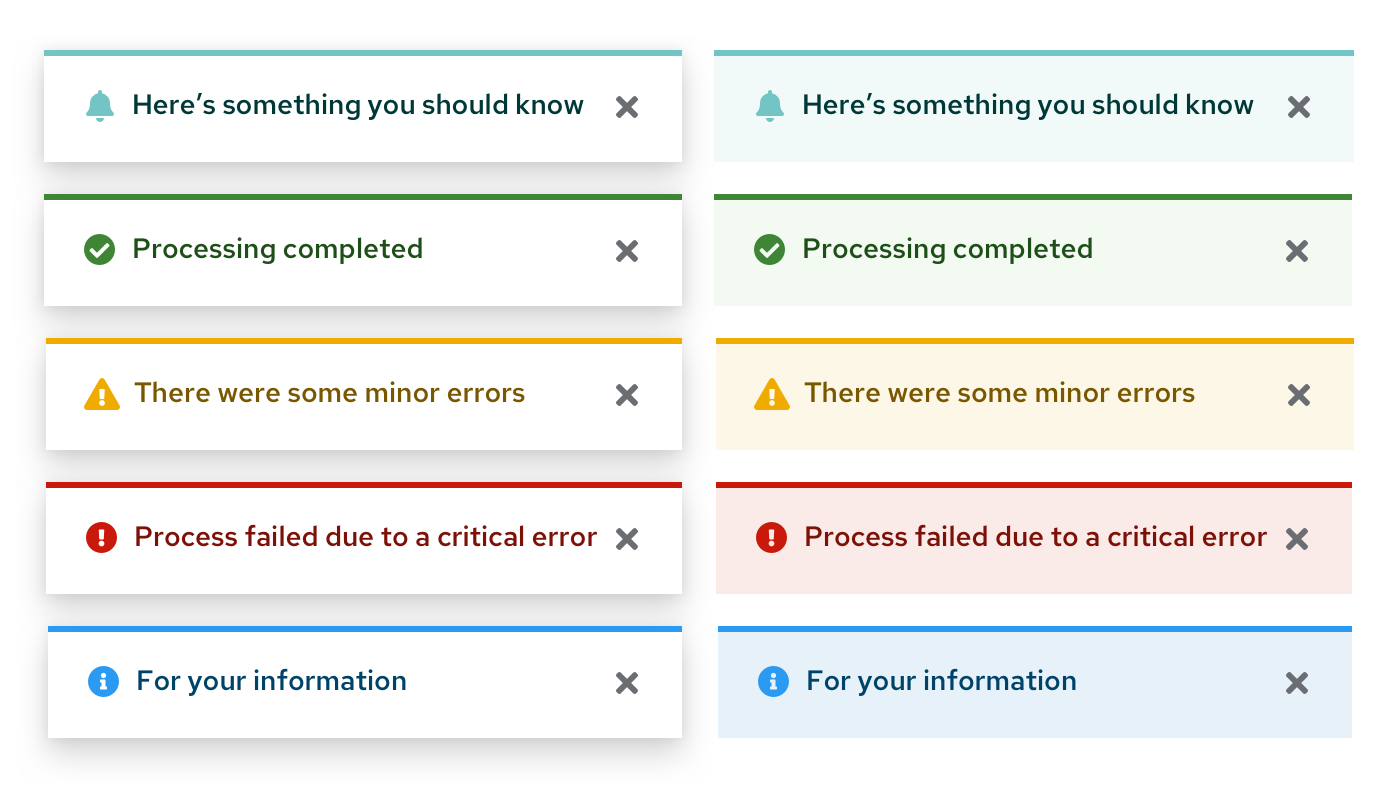 Here’s something you should know
Here’s something you should know
Processing completed
Processing completed
There were some minor errors
There were some minor errors
Process failed due to a critical error
Process failed due to a critical error
For your information
For your information